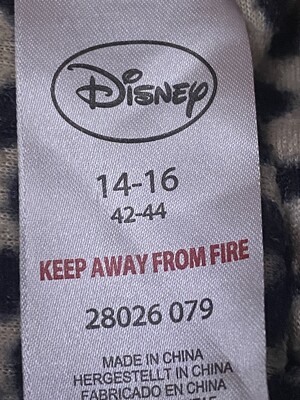 Disney
14-16
42-44
KEEP AWAY FROM FIRE
28026 079
MADE IN CHINA
HERGESTELLT IN CHINA
FABRICADO EN CHINA